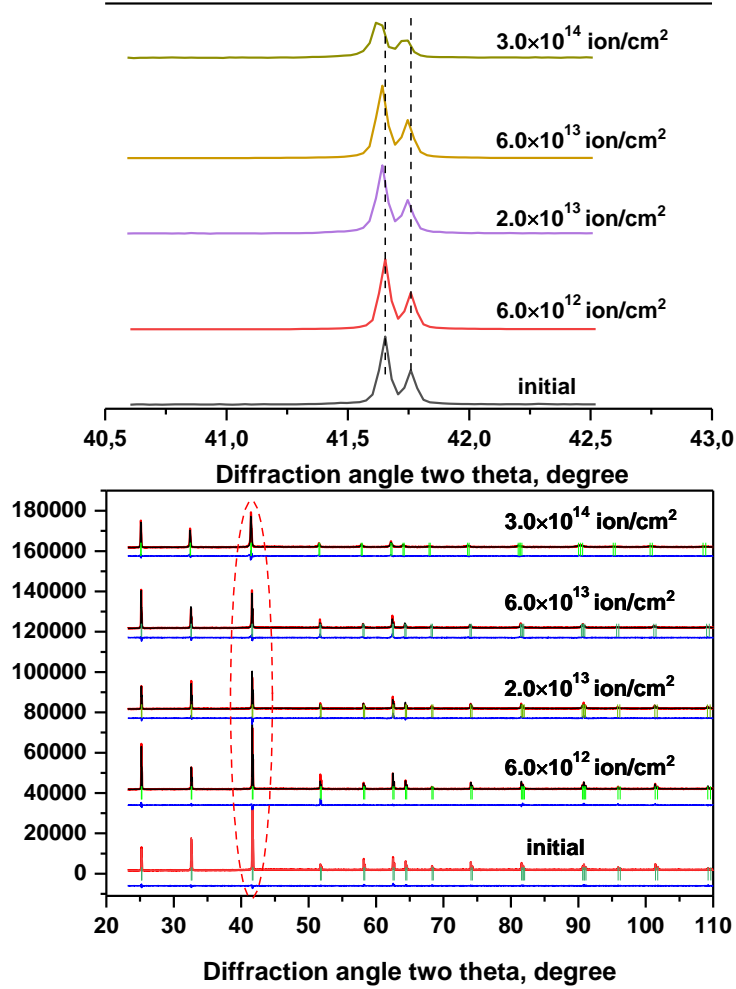 3.0×10¹⁴ ion/cm²
6.0×10¹³ ion/cm²
2.0×10¹³ ion/cm²
6.0×10¹² ion/cm²
initial
40,5 41,0 41,5 42,0 42,5 43,0
Diffraction angle two theta, degree
180000
3.0×10¹⁴ ion/cm²
160000
140000
6.0×10¹³ ion/cm²
120000
100000
2.0×10¹³ ion/cm²
80000
60000
6.0×10¹² ion/cm²
40000
20000
initial
0
20 30 40 50 60 70 80 90 100 110
Diffraction angle two theta, degree